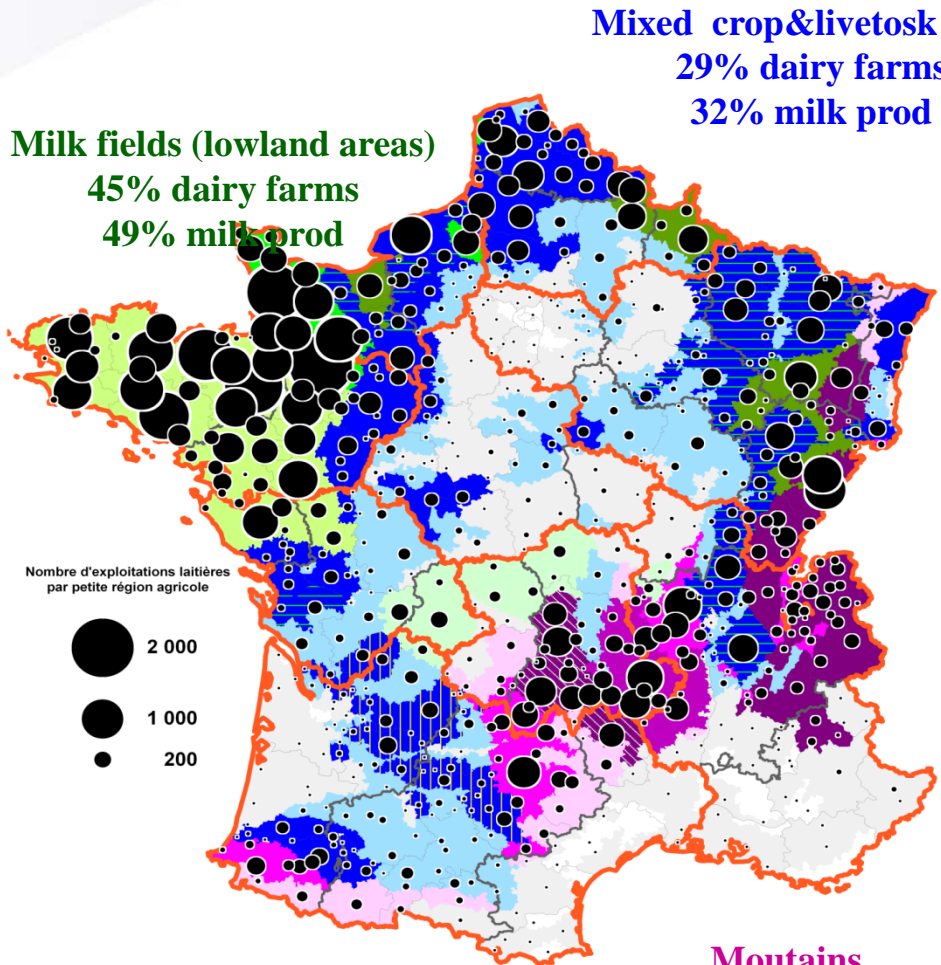 Mixed crop&livetosk
29% dairy farms
32% milk prod
Milk fields (lowland areas)
45% dairy farms
49% milk prod
Nombre d'exploitations laitières
par petite région agricole
2 000
1 000
200
Moutains